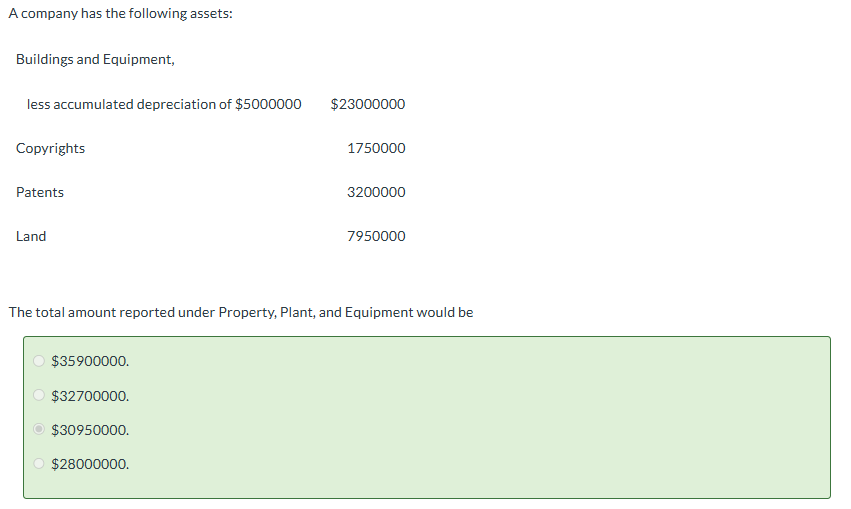 A company has the following assets:
Buildings and Equipment,
less accumulated depreciation of $5000000 $23000000
Copyrights 1750000
Patents 3200000
Land 7950000
The total amount reported under Property, Plant, and Equipment would be
$35900000.
$32700000.
$30950000.
$28000000.